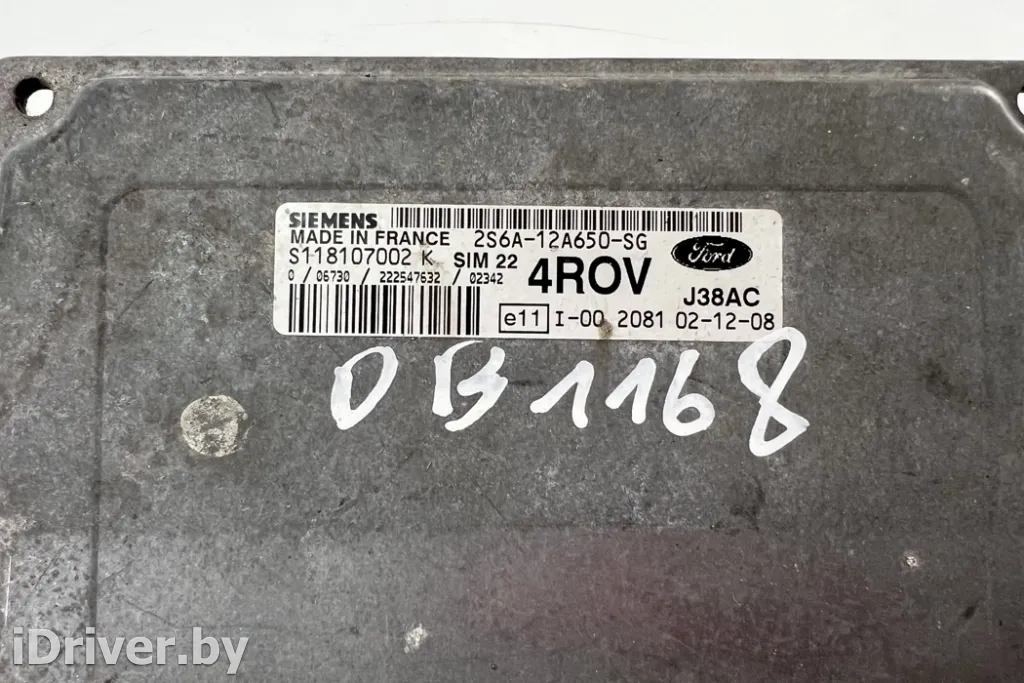 SIEMENS
MADE IN FRANCE 2S6A-12A650-SG
S118107002 K SIM 22 4ROV Ford
0 / 06730 / 222547632 / 02342
J38AC
e11 I-00 2081 02-12-08
OB1168
iDriver.by